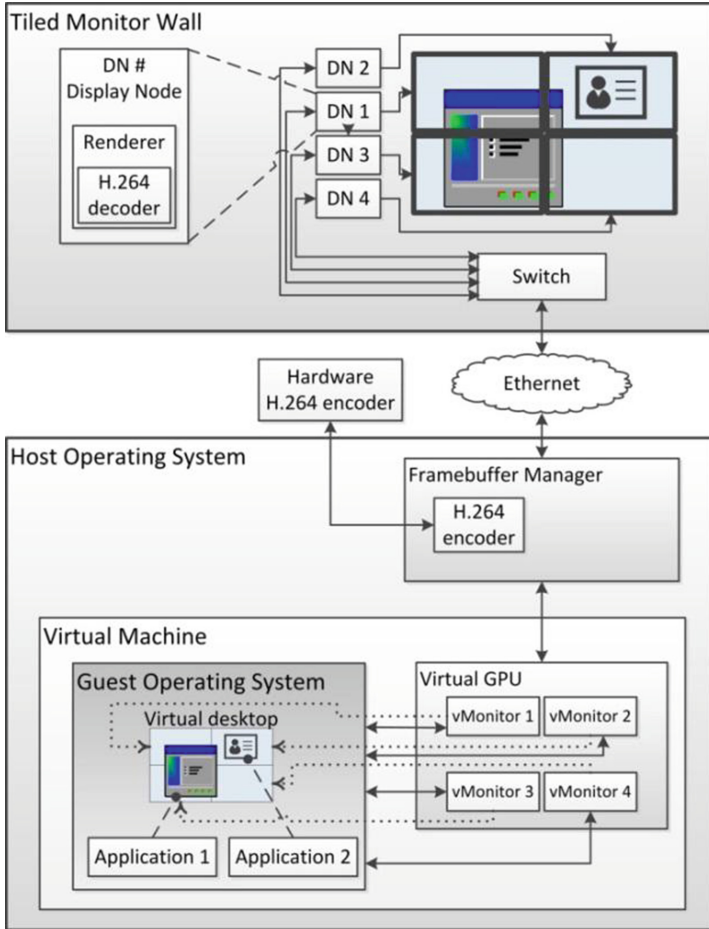 Tiled Monitor Wall
DN #
Display Node
Renderer
H.264
decoder
DN 2
DN 1
DN 3
DN 4
Switch
Ethernet
Hardware
H.264 encoder
Host Operating System
Framebuffer Manager
H.264
encoder
Virtual Machine
Guest Operating System
Virtual desktop
Application 1
Application 2
Virtual GPU
vMonitor 1
vMonitor 2
vMonitor 3
vMonitor 4